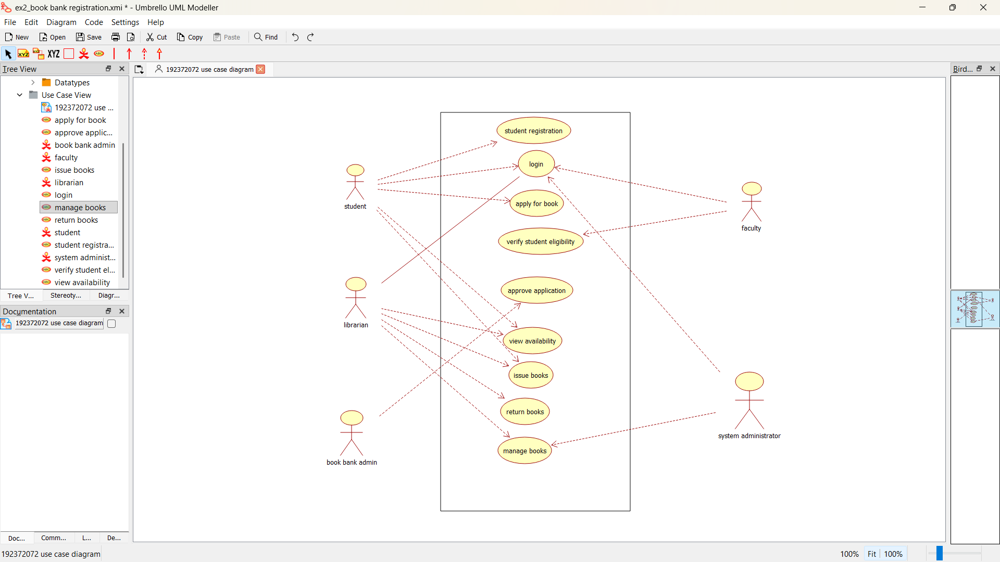 ex2_book bank registration.xmi * - Umbrello UML Modeller
File Edit Diagram Code Settings Help
New Open Save Cut Copy Paste Find
XYZ XYZ XYZ ABC
Tree View
Datatypes
Use Case View
192372072 use ...
apply for book
approve applic...
book bank admin
faculty
issue books
librarian
login
manage books
return books
student
student registra...
system administ...
verify student el...
view availability
Tree V... Stereoty... Diagr...
Documentation
192372072 use case diagram
Doc... Comm... L... De...
192372072 use case diagram
192372072 use case diagram
student registration
login
apply for book
verify student eligibility
approve application
view availability
issue books
return books
manage books
student
librarian
book bank admin
faculty
system administrator
Bird...
100% Fit 100%